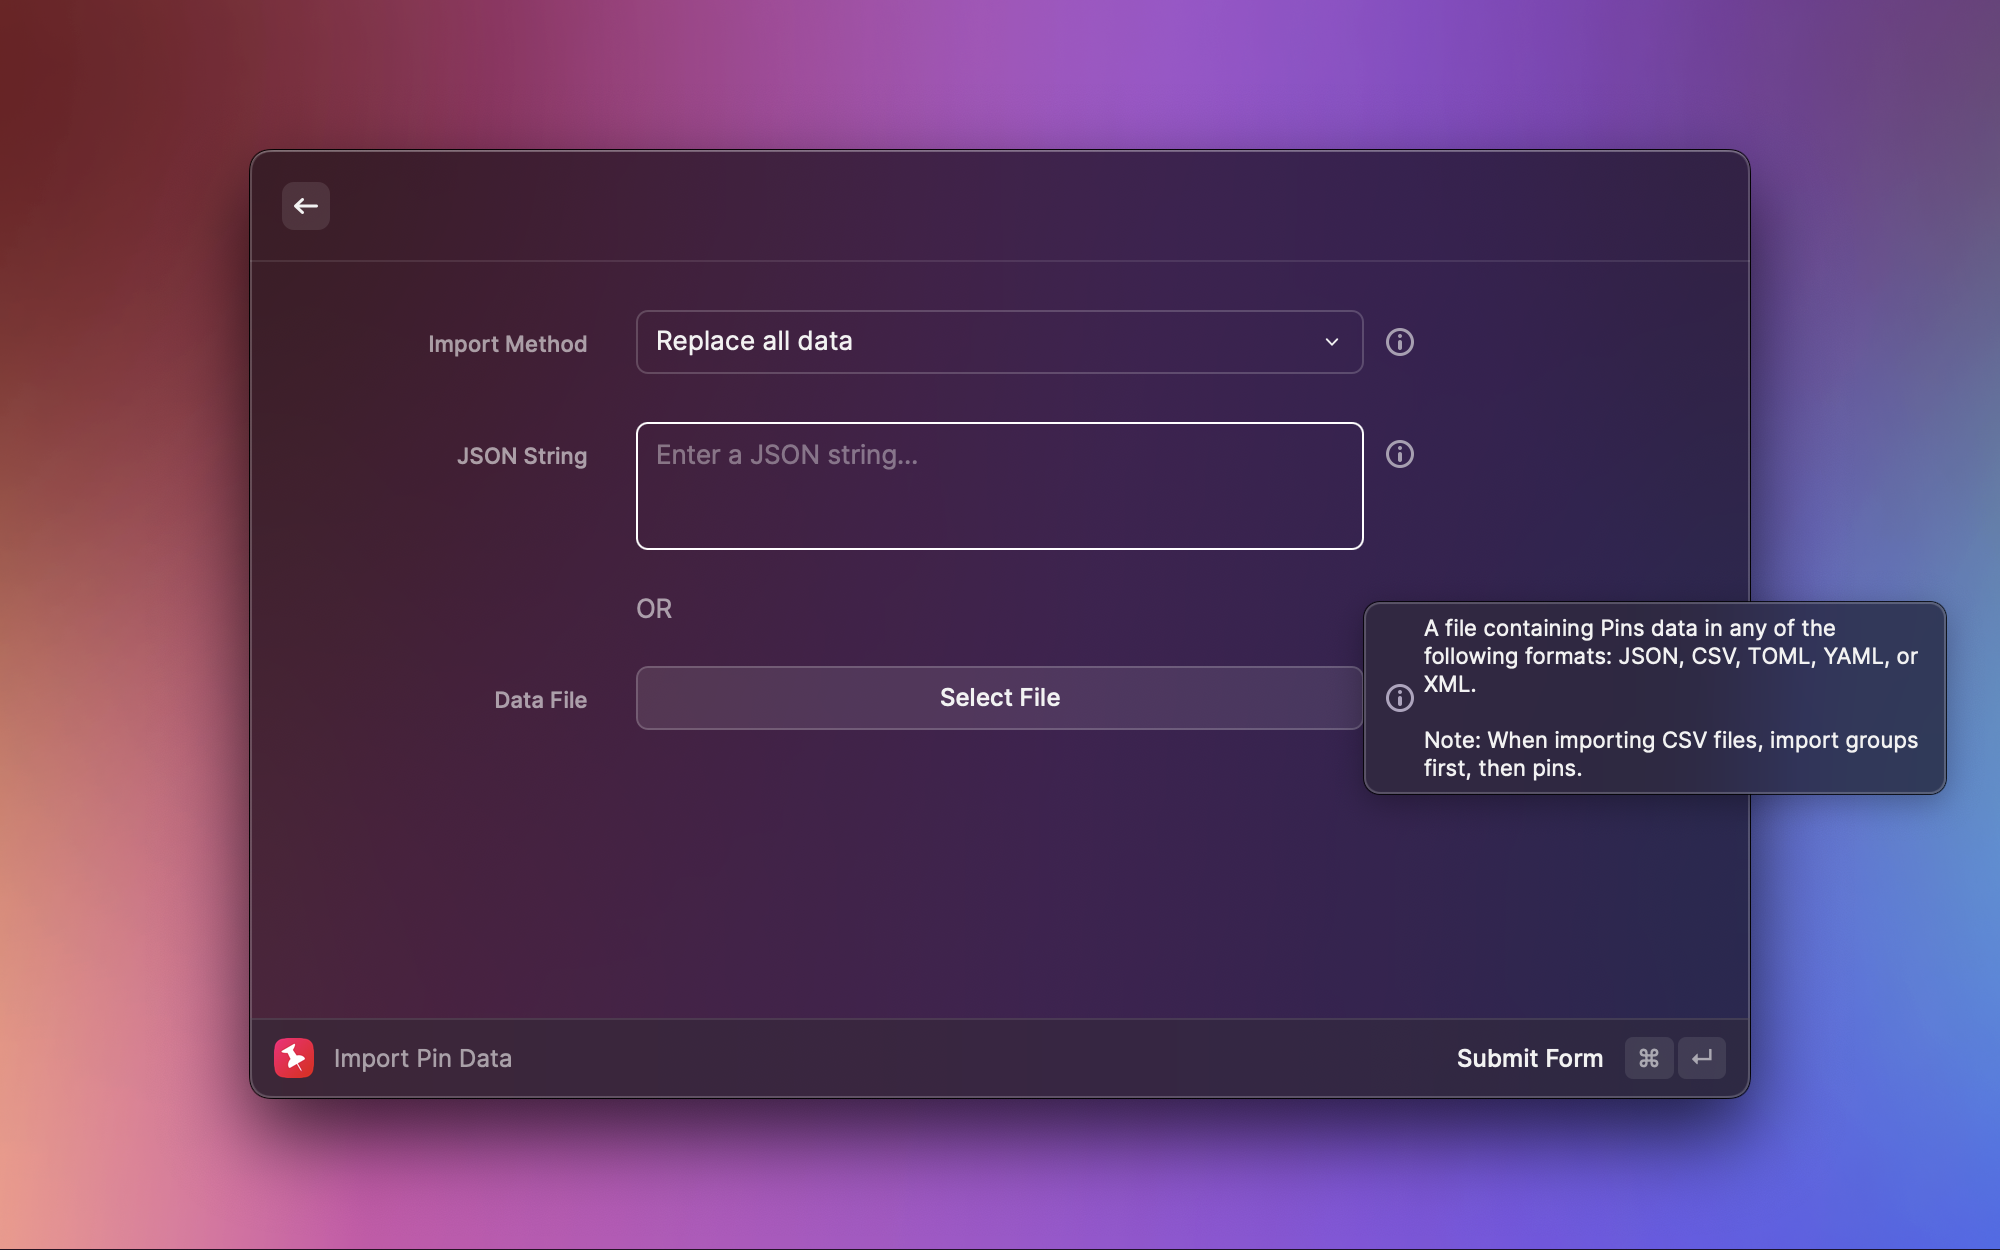 Import Method
Replace all data
JSON String
Enter a JSON string...
OR
Data File
Select File
A file containing Pins data in any of the
following formats: JSON, CSV, TOML, YAML, or
XML.
Note: When importing CSV files, import groups
first, then pins.
Import Pin Data
Submit Form ⌘ ↵